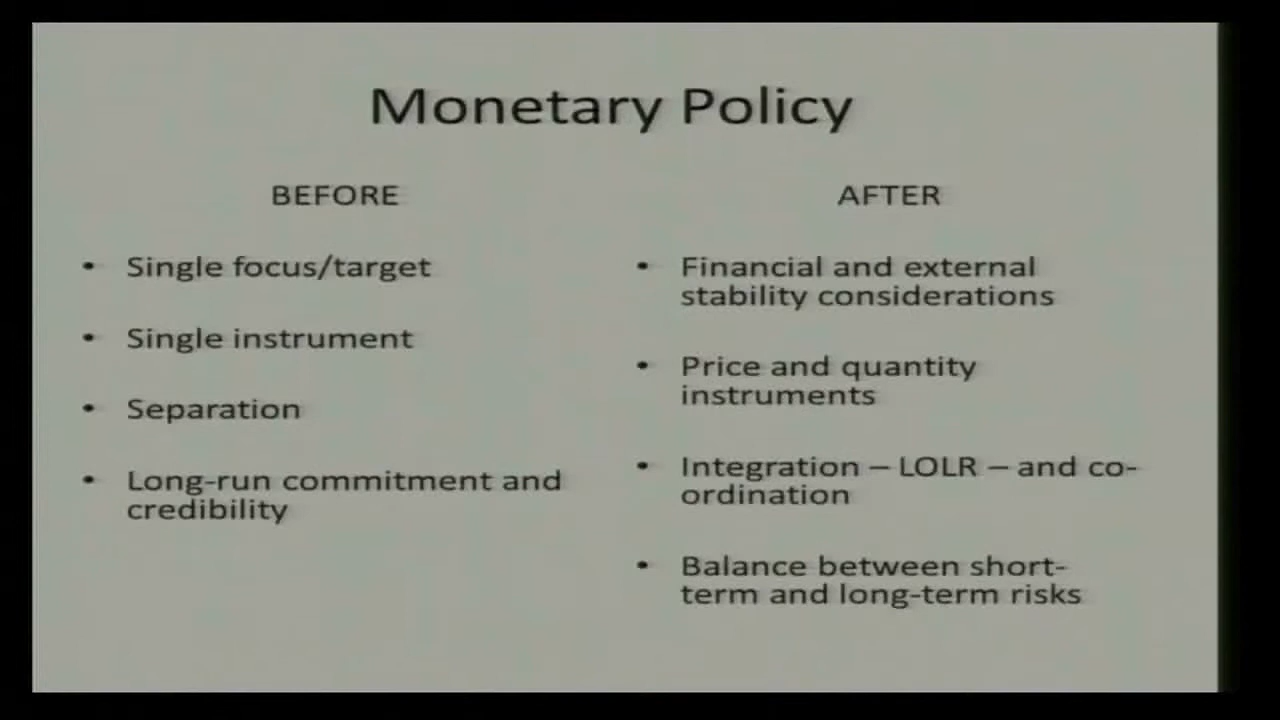 Monetary Policy
BEFORE
• Single focus/target
• Single instrument
• Separation
• Long-run commitment and
credibility
AFTER
• Financial and external
stability considerations
• Price and quantity
instruments
• Integration – LOLR – and co-
ordination
• Balance between short-
term and long-term risks